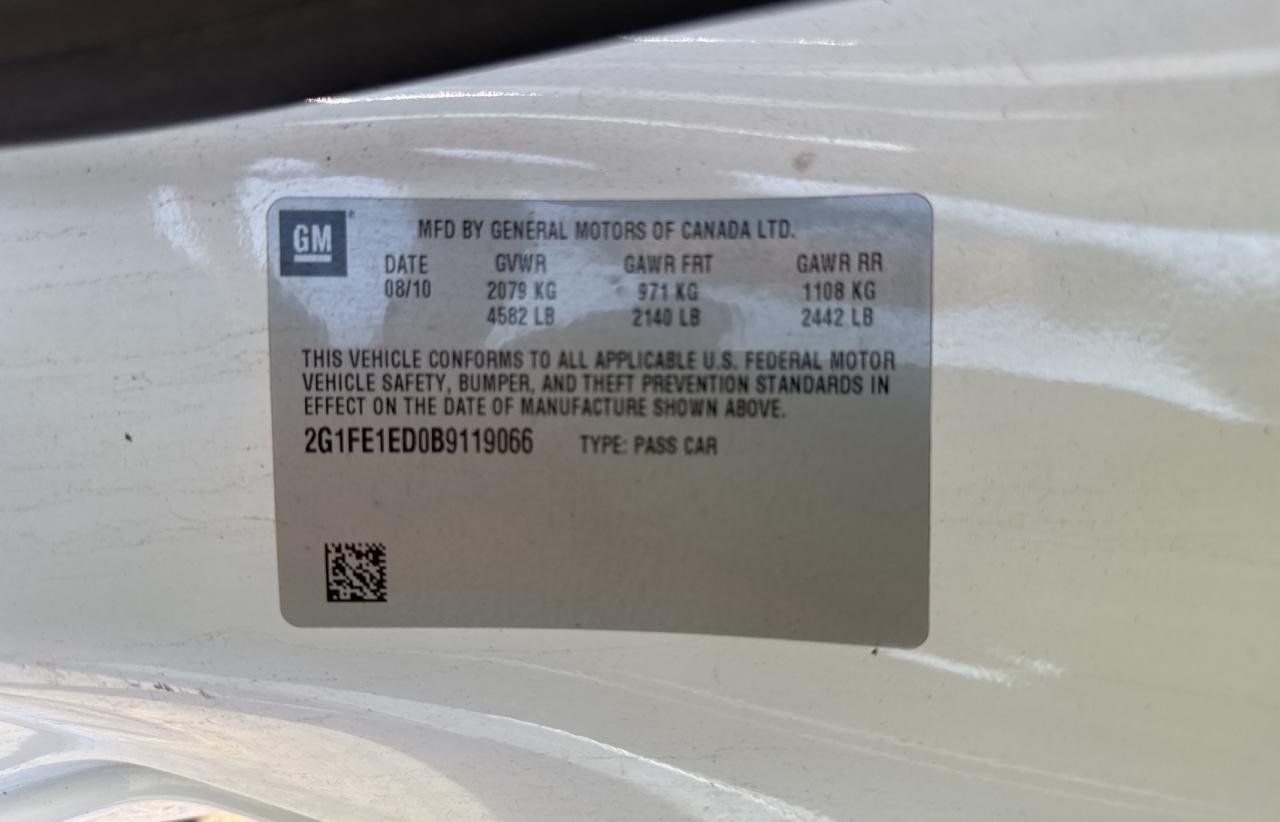 GM
MFD BY GENERAL MOTORS OF CANADA LTD.
DATE GVWR GAWR FRT GAWR RR
08/10 2079 KG 971 KG 1108 KG
4582 LB 2140 LB 2442 LB
THIS VEHICLE CONFORMS TO ALL APPLICABLE U.S. FEDERAL MOTOR
VEHICLE SAFETY, BUMPER, AND THEFT PREVENTION STANDARDS IN
EFFECT ON THE DATE OF MANUFACTURE SHOWN ABOVE.
2G1FE1ED0B9119066 TYPE: PASS CAR